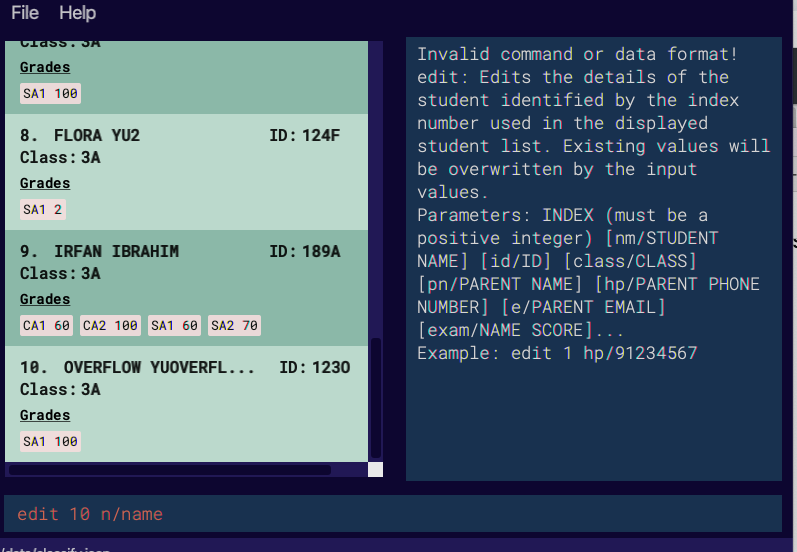 File Help
Class: 3A
Grades
SA1 100
8. FLORA YU2 ID: 124F
Class: 3A
Grades
SA1 2
9. IRFAN IBRAHIM ID: 189A
Class: 3A
Grades
CA1 60 CA2 100 SA1 60 SA2 70
10. OVERFLOW YUOVERFL... ID: 123O
Class: 3A
Grades
SA1 100
Invalid command or data format!
edit: Edits the details of the
student identified by the index
number used in the displayed
student list. Existing values will
be overwritten by the input
values.
Parameters: INDEX (must be a
positive integer) [nm/STUDENT
NAME] [id/ID] [class/CLASS]
[pn/PARENT NAME] [hp/PARENT PHONE
NUMBER] [e/PARENT EMAIL]
[exam/NAME SCORE]...
Example: edit 1 hp/91234567
edit 10 n/name
/data/classify.json